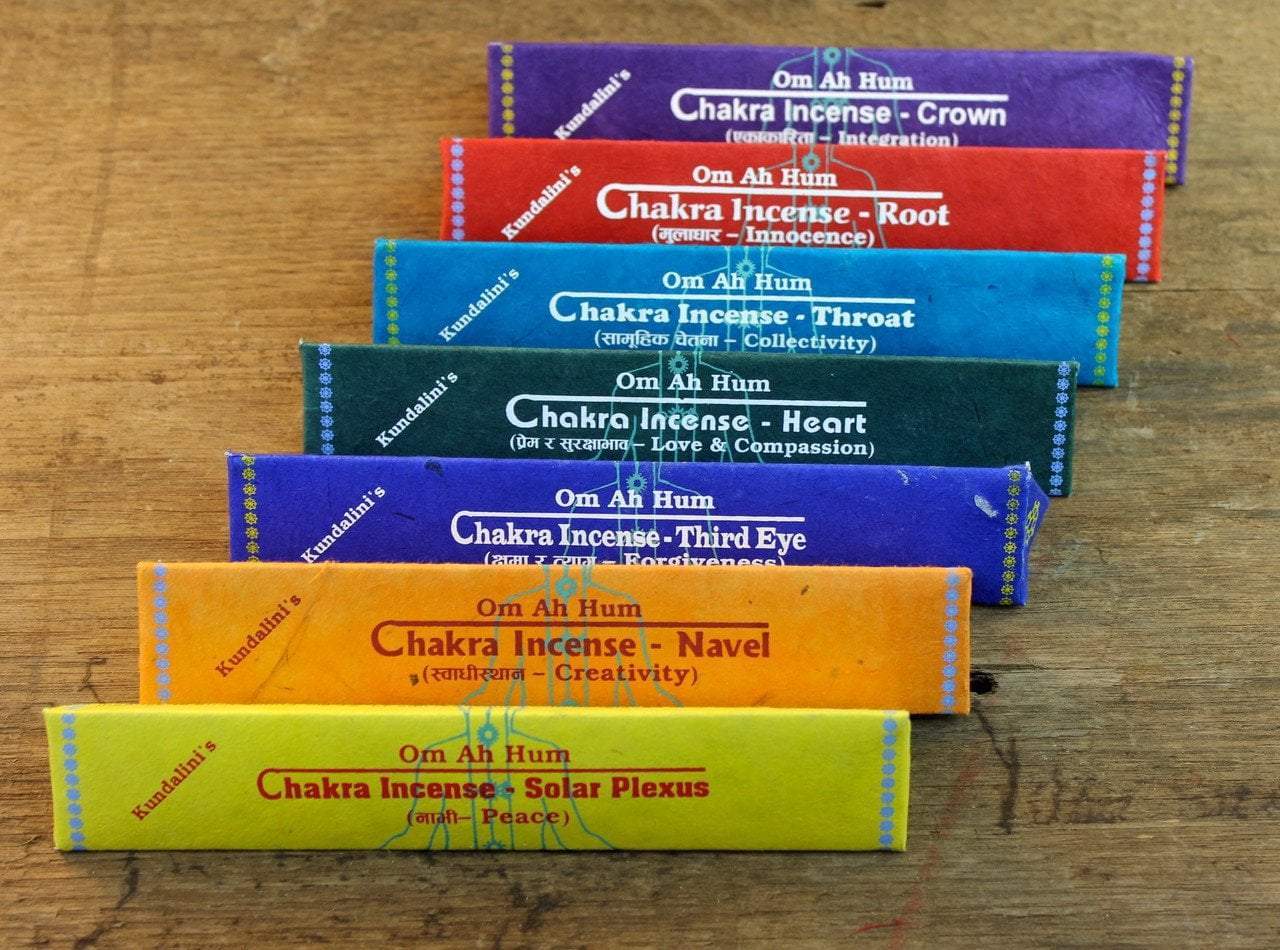 Om Ah Hum
Kundalini's
Chakra Incense - Crown
(एकाकारिता – Integration)
Om Ah Hum
Kundalini's
Chakra Incense - Root
(मुलाधार – Innocence)
Om Ah Hum
Kundalini's
Chakra Incense - Throat
(सामूहिक चेतना – Collectivity)
Om Ah Hum
Kundalini's
Chakra Incense - Heart
(प्रेम र सुरक्षाभाव – Love & Compassion)
Om Ah Hum
Kundalini's
Chakra Incense - Third Eye
(क्षमा र त्याग – Forgiveness)
Om Ah Hum
Kundalini's
Chakra Incense - Navel
(स्वाधीस्थान – Creativity)
Om Ah Hum
Kundalini's
Chakra Incense - Solar Plexus
(नाभी – Peace)